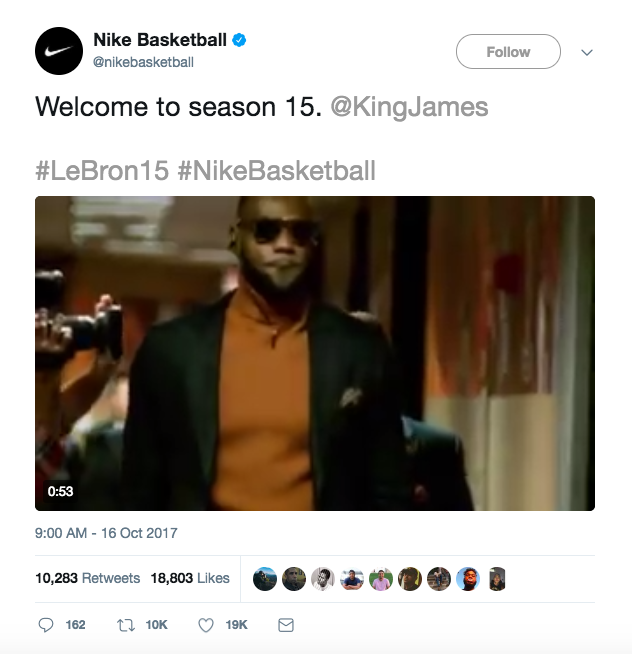 Nike Basketball
Follow
@nikebasketball
Welcome to season 15. @KingJames
#LeBron15 #NikeBasketball
0:53
9:00 AM - 16 Oct 2017
10,283 Retweets 18,803 Likes
162 10K 19K